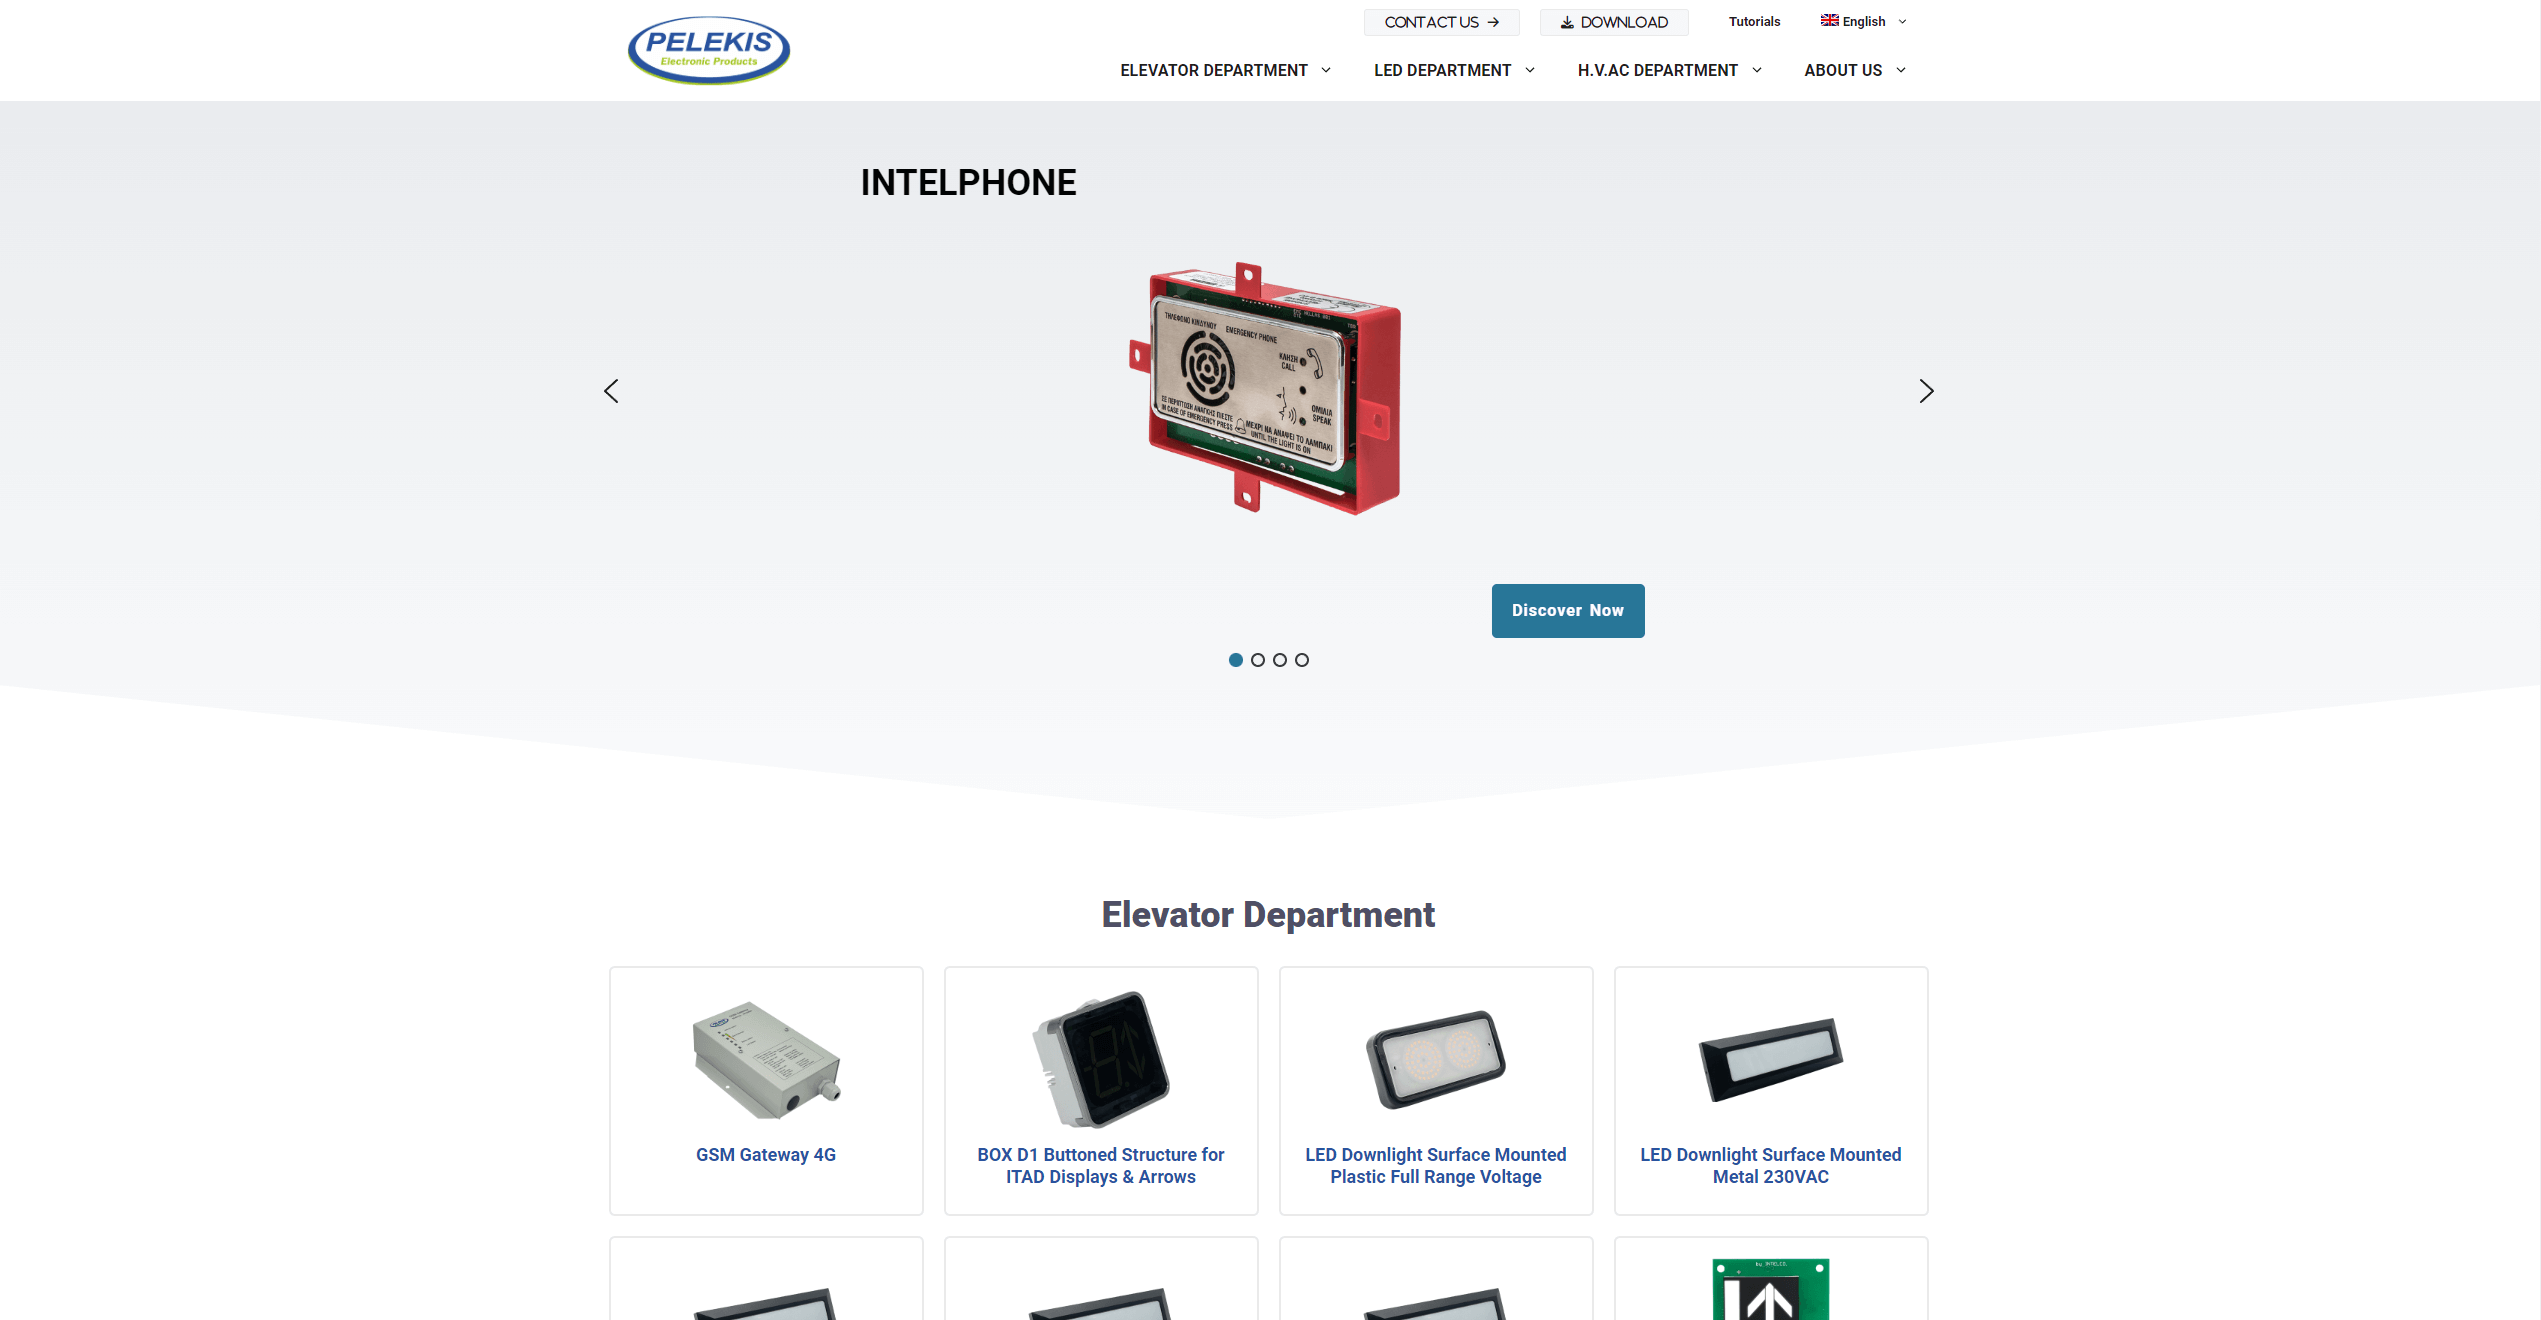 PELEKIS
Electronic Products
CONTACT US
DOWNLOAD
Tutorials
English
ELEVATOR DEPARTMENT
LED DEPARTMENT
H.V.AC DEPARTMENT
ABOUT US
INTELPHONE
ΤΗΛΕΦΩΝΟ ΚΙΝΔΥΝΟΥ
EMERGENCY PHONE
ΚΛΗΣΗ
CALL
ΟΜΙΛΙΑ
SPEAK
ΣΕ ΠΕΡΙΠΤΩΣΗ ΑΝΑΓΚΗΣ ΠΙΕΣΤΕ
IN CASE OF EMERGENCY PRESS
ΜΕΧΡΙ ΝΑ ΑΝΑΨΕΙ ΤΟ ΛΑΜΠΑΚΙ
UNTIL THE LIGHT IS ON
Discover Now
Elevator Department
GSM Gateway 4G
BOX D1 Buttoned Structure for
ITAD Displays & Arrows
LED Downlight Surface Mounted
Plastic Full Range Voltage
LED Downlight Surface Mounted
Metal 230VAC